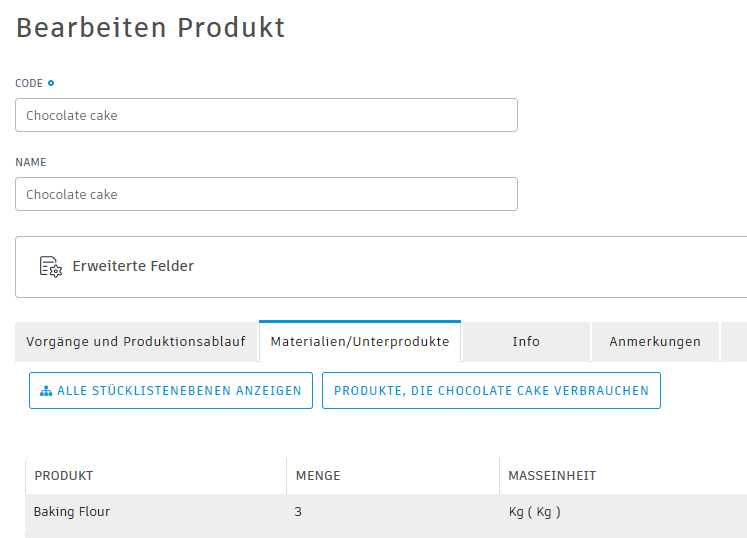 Bearbeiten Produkt
CODE
Chocolate cake
NAME
Chocolate cake
Erweiterte Felder
Vorgänge und Produktionsablauf Materialien/Unterprodukte Info Anmerkungen
ALLE STÜCKLISTENEBENEN ANZEIGEN PRODUKTE, DIE CHOCOLATE CAKE VERBRAUCHEN
PRODUKT MENGE MASSEINHEIT
Baking Flour 3 Kg ( Kg )